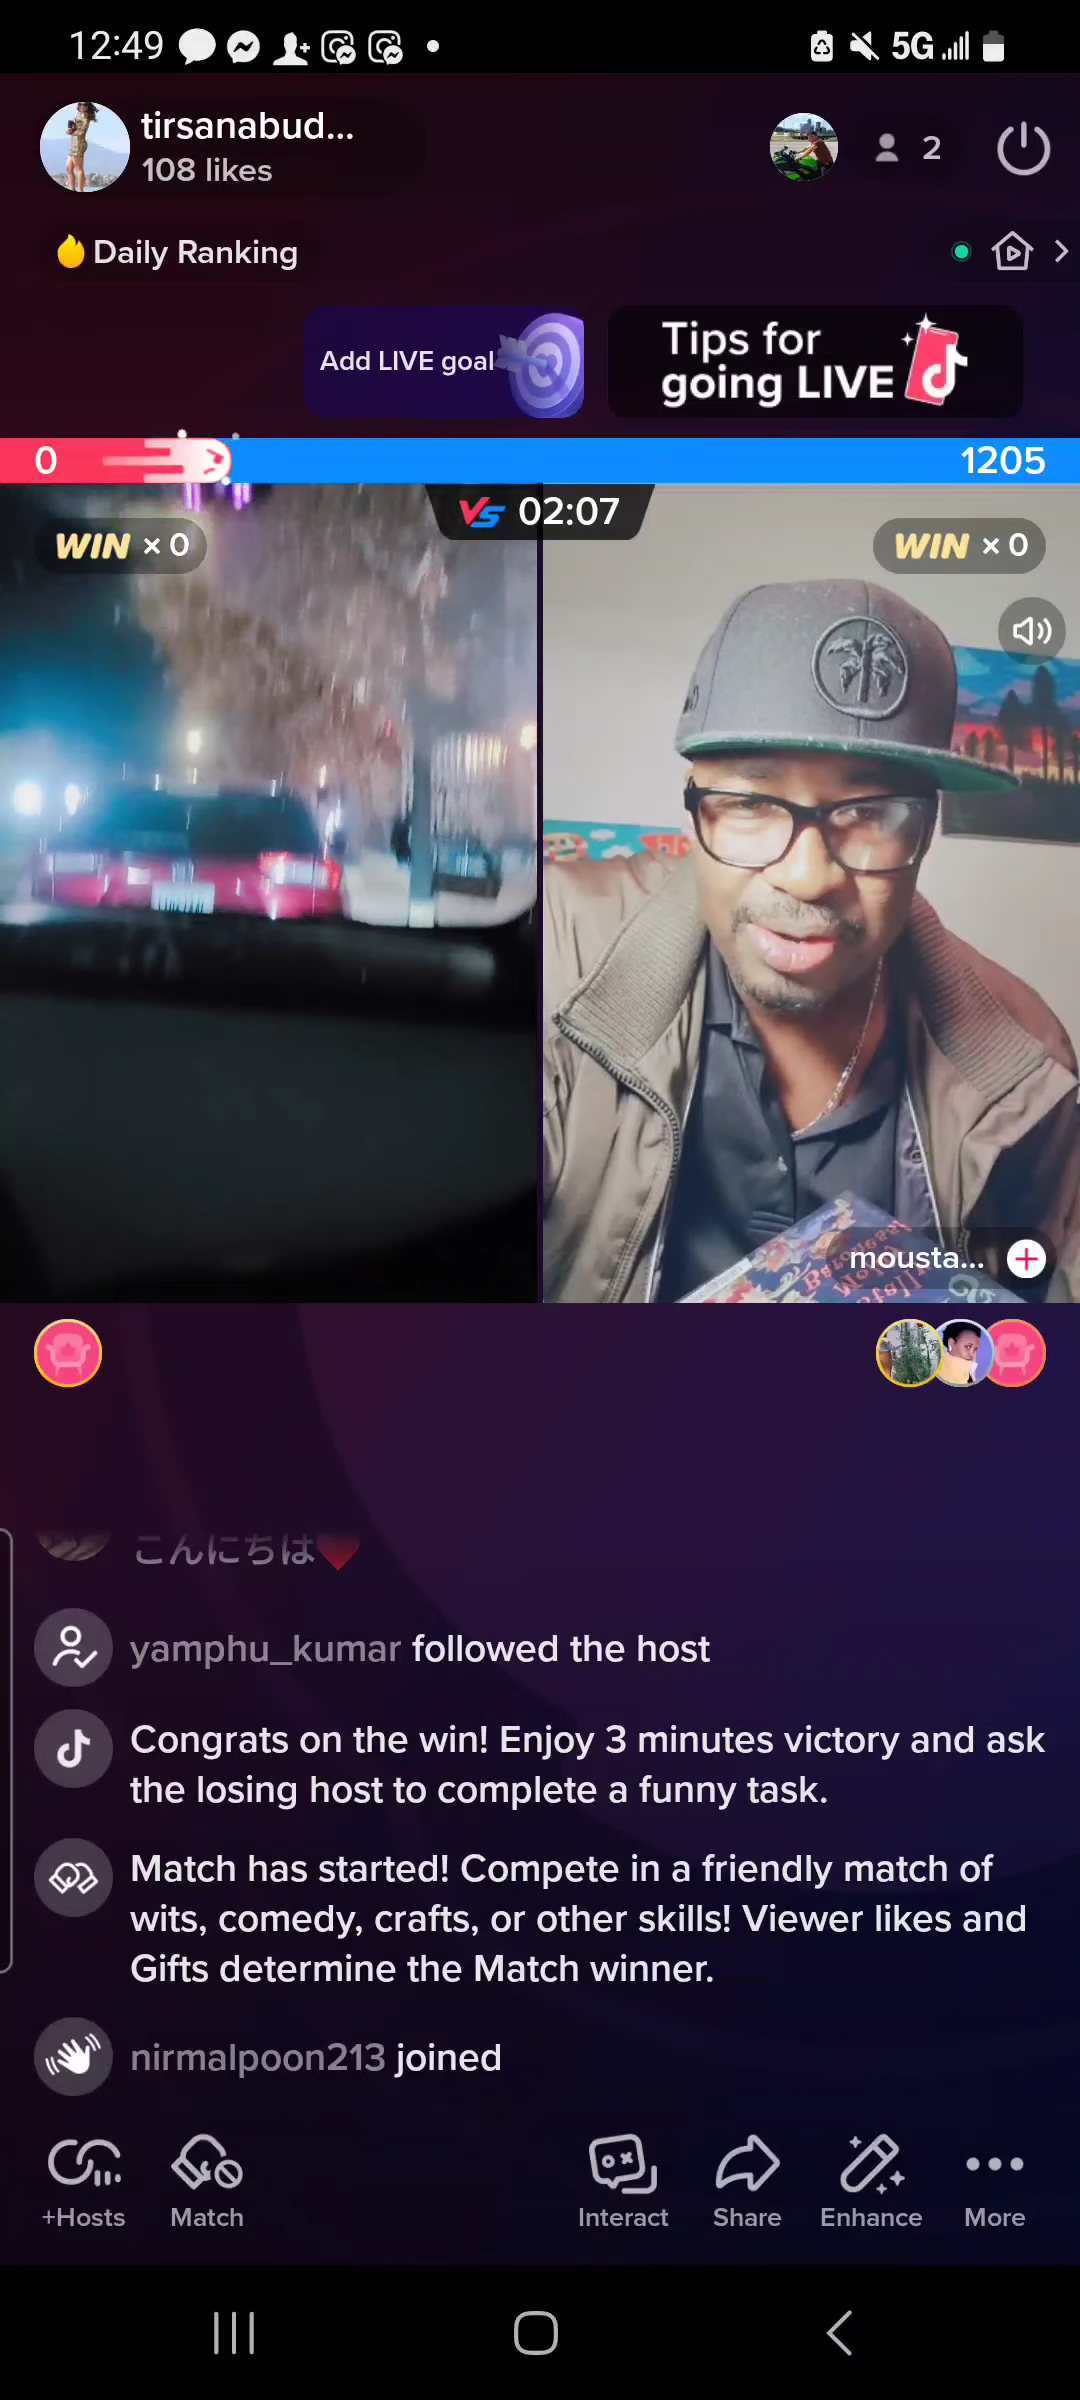 12:49
5G
tirsanabud...
108 likes
2
Daily Ranking
Add LIVE goal
Tips for
going LIVE
0
1205
VS 02:07
WIN × 0
WIN × 0
mousta...
こんにちは❤
yamphu_kumar followed the host
Congrats on the win! Enjoy 3 minutes victory and ask
the losing host to complete a funny task.
Match has started! Compete in a friendly match of
wits, comedy, crafts, or other skills! Viewer likes and
Gifts determine the Match winner.
nirmalpoon213 joined
+Hosts
Match
Interact
Share
Enhance
More